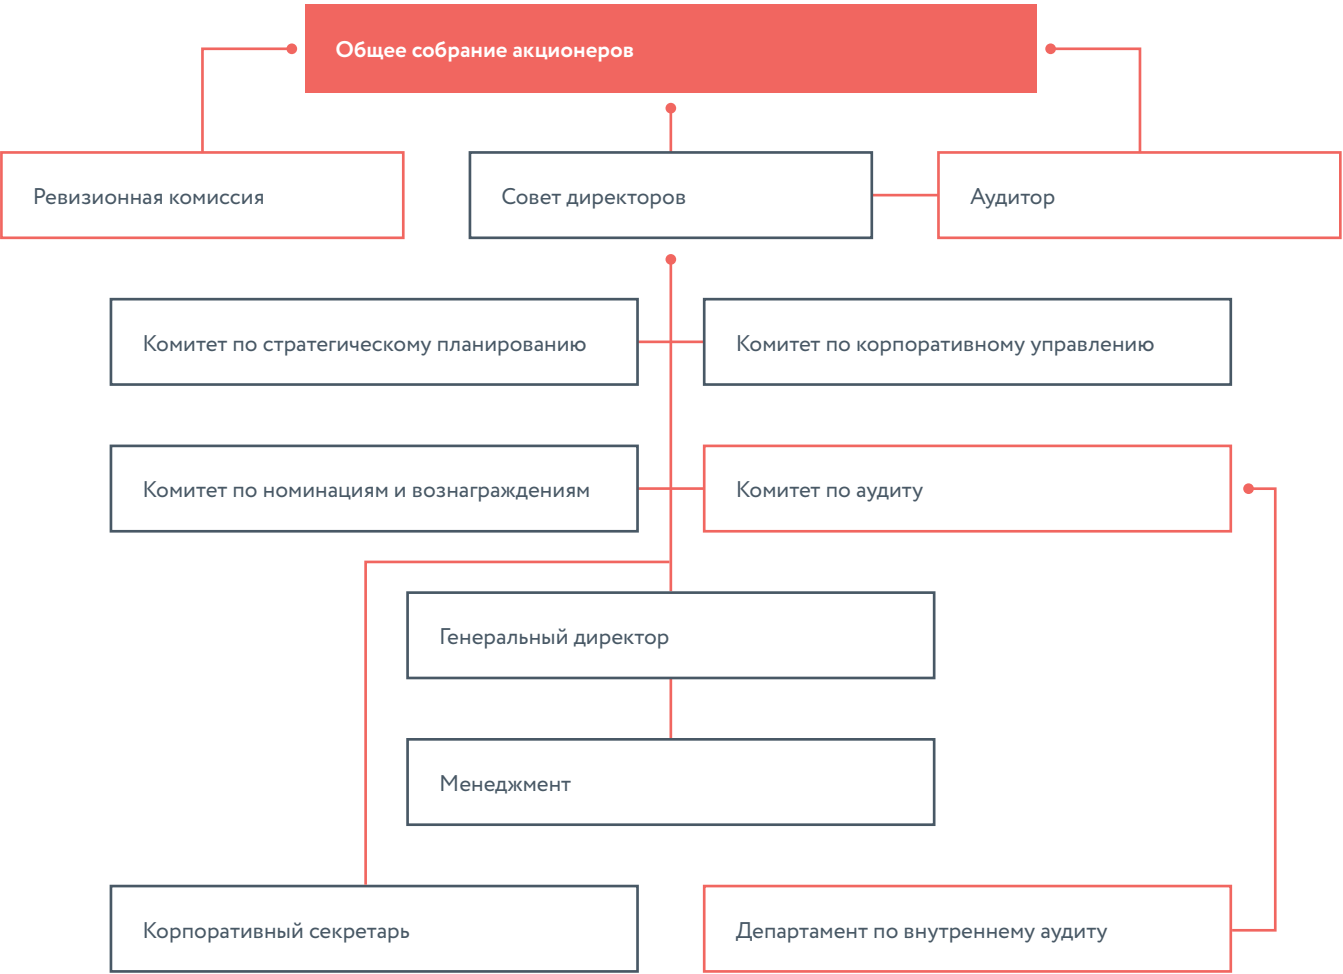 Общее собрание акционеров
Ревизионная комиссия
Совет директоров
Аудитор
Комитет по стратегическому планированию
Комитет по корпоративному управлению
Комитет по номинациям и вознаграждениям
Комитет по аудиту
Генеральный директор
Менеджмент
Корпоративный секретарь
Департамент по внутреннему аудиту